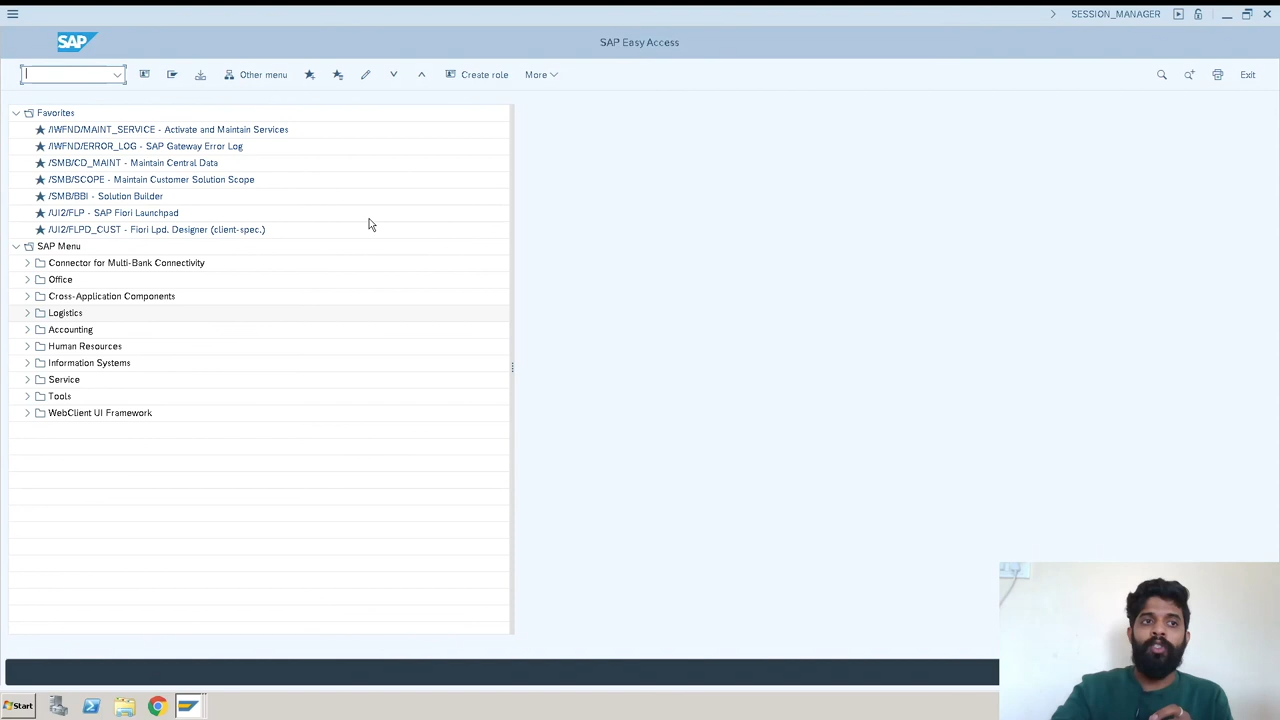 SESSION_MANAGER
SAP
SAP Easy Access
Other menu
Create role
More
Exit
Favorites
/IWFND/MAINT_SERVICE - Activate and Maintain Services
/IWFND/ERROR_LOG - SAP Gateway Error Log
/SMB/CD_MAINT - Maintain Central Data
/SMB/SCOPE - Maintain Customer Solution Scope
/SMB/BBI - Solution Builder
/UI2/FLP - SAP Fiori Launchpad
/UI2/FLPD_CUST - Fiori Lpd. Designer (client-spec.)
SAP Menu
Connector for Multi-Bank Connectivity
Office
Cross-Application Components
Logistics
Accounting
Human Resources
Information Systems
Service
Tools
WebClient UI Framework
Start